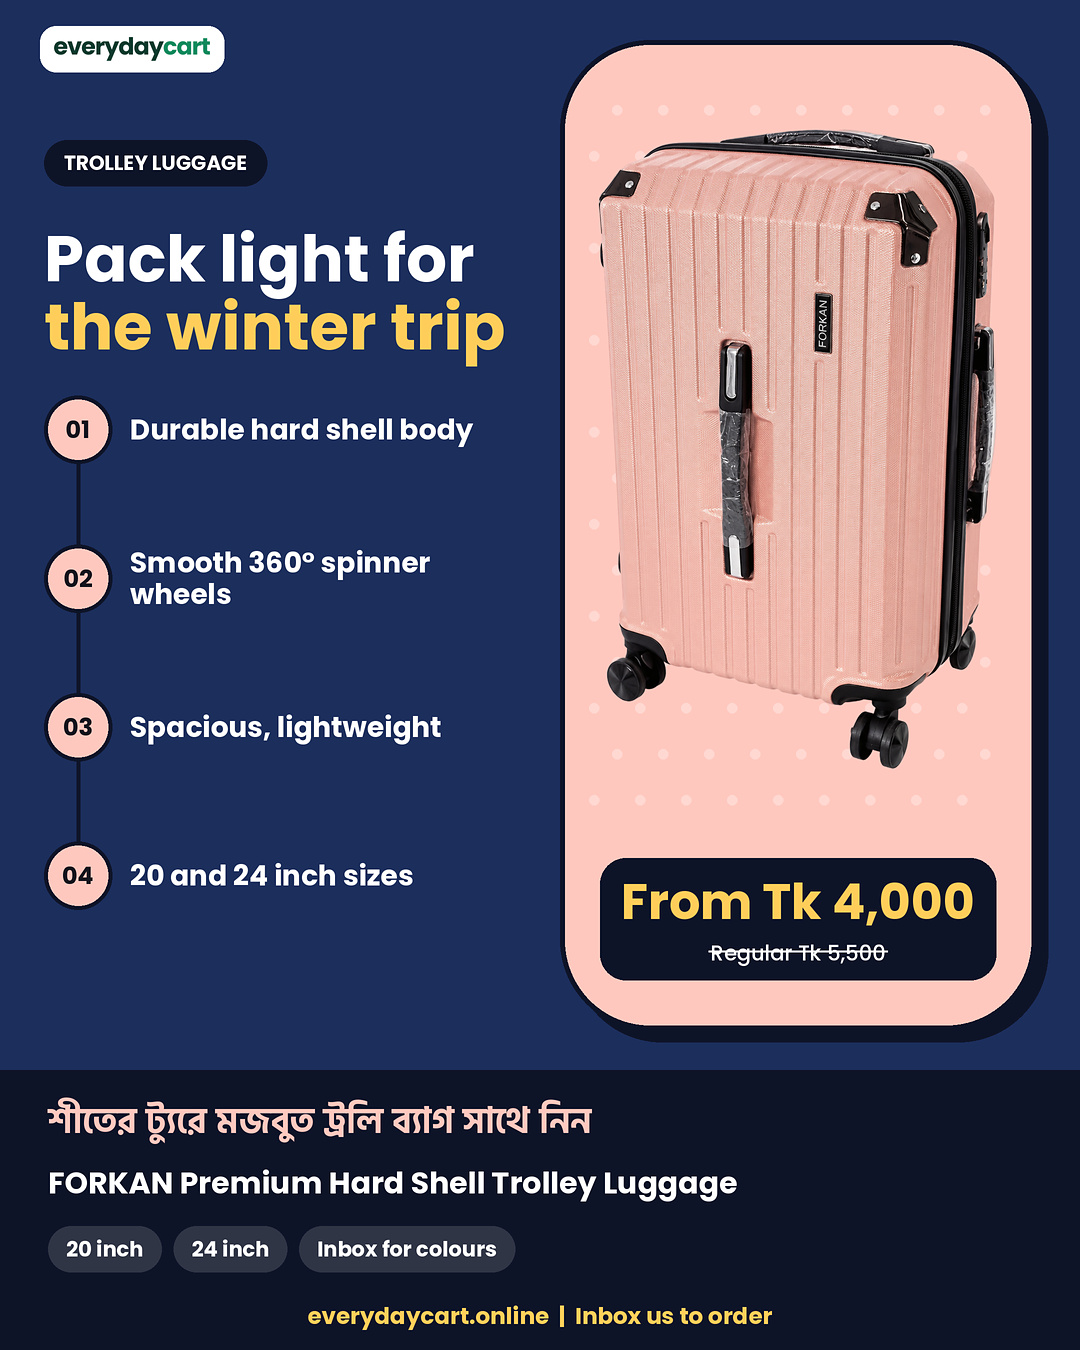 everydaycart
TROLLEY LUGGAGE
Pack light for
the winter trip
01
Durable hard shell body
02
Smooth 360° spinner
wheels
03
Spacious, lightweight
04
20 and 24 inch sizes
FORKAN
From Tk 4,000
Regular Tk 5,500
শীতের ট্যুরে মজবুত ট্রলি ব্যাগ সাথে নিন
FORKAN Premium Hard Shell Trolley Luggage
20 inch
24 inch
Inbox for colours
everydaycart.online | Inbox us to order